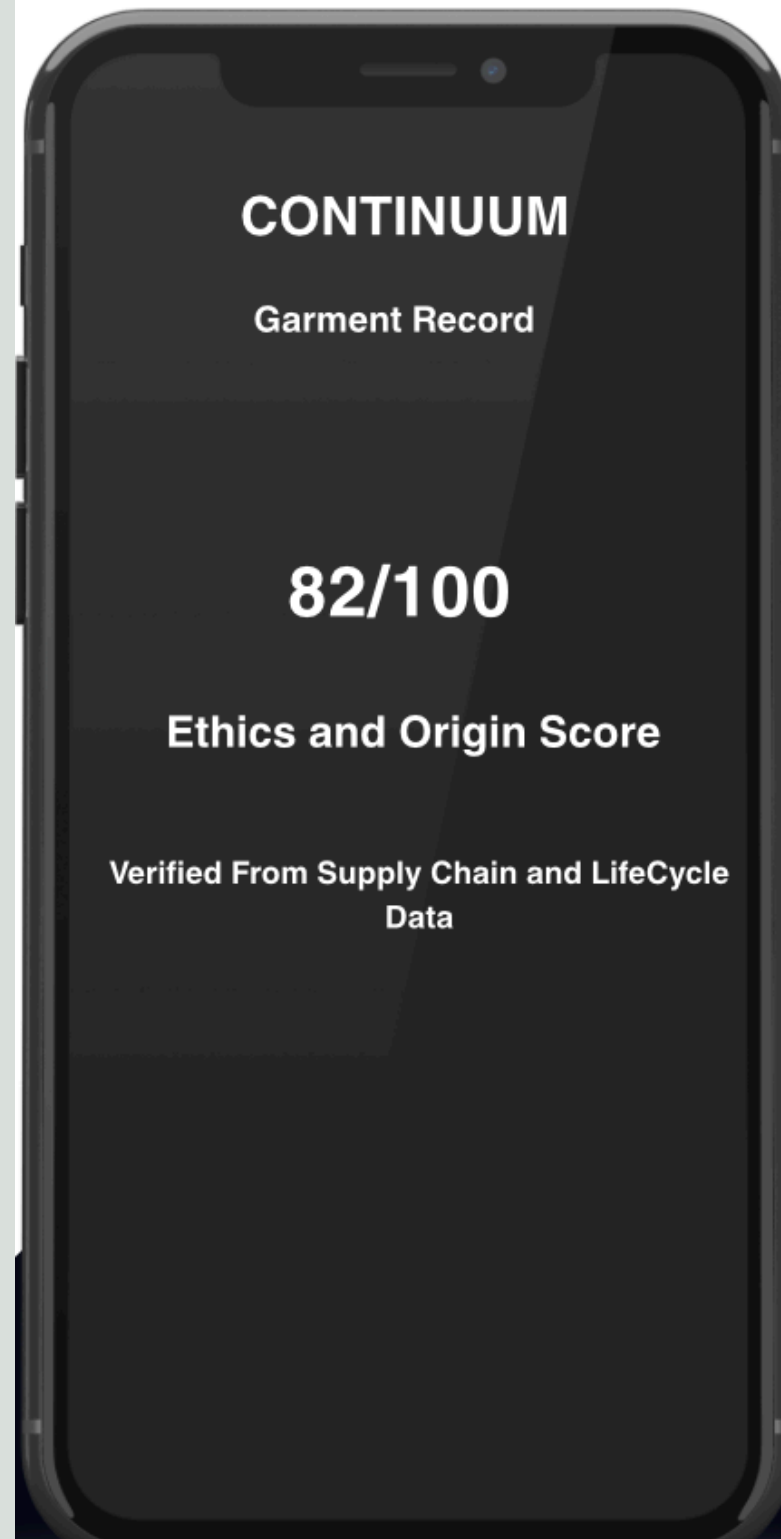 CONTINUUM
Garment Record
82/100
Ethics and Origin Score
Verified From Supply Chain and LifeCycle
Data